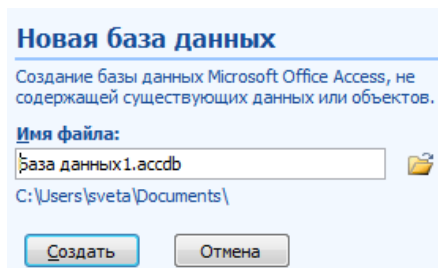 Новая база данных
Создание базы данных Microsoft Office Access, не
содержащей существующих данных или объектов.
Имя файла:
база данных1.accdb
C:\Users\sveta\Documents\
Создать Отмена